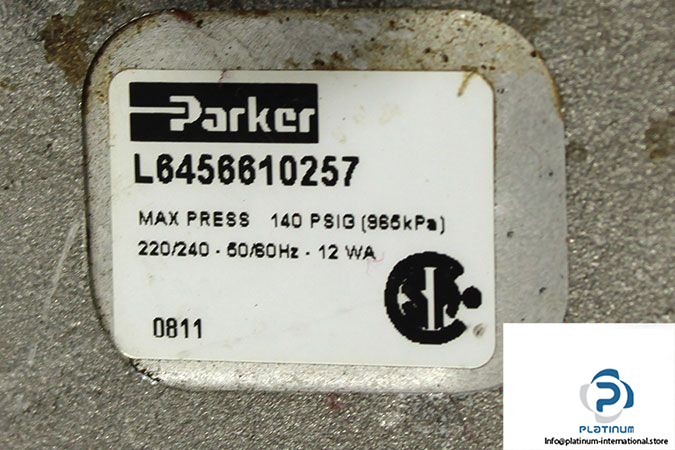 Parker
L6456610257
MAX PRESS 140 PSIG (965kPa)
220/240 - 50/60Hz - 12 WA
0811
PLATINUM
Info@platinum-international.store